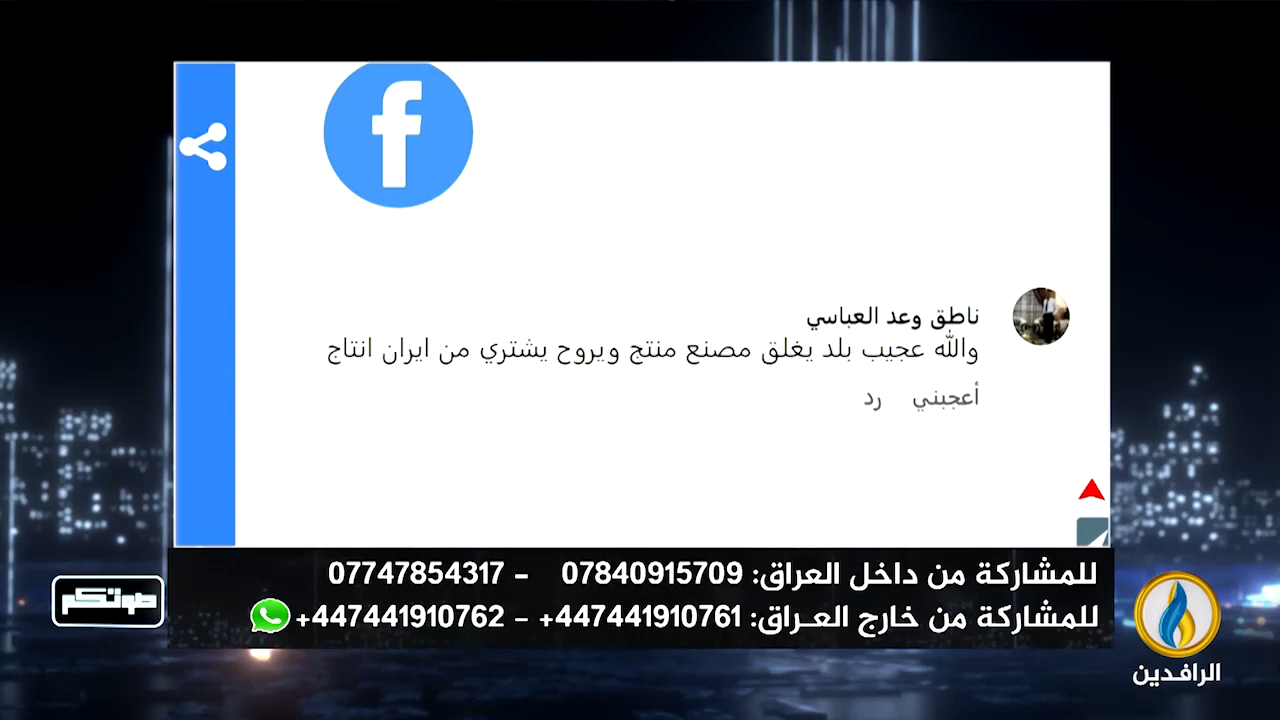 f
ناطق وعد العباسي
والله عجيب بلد يغلق مصنع منتج ويروح يشتري من ايران انتاج
أعجبني رد
للمشاركة من داخل العراق: 07840915709 - 07747854317
للمشاركة من خارج العـراق: 447441910761+ - 447441910762+
صوتكم
الرافدين